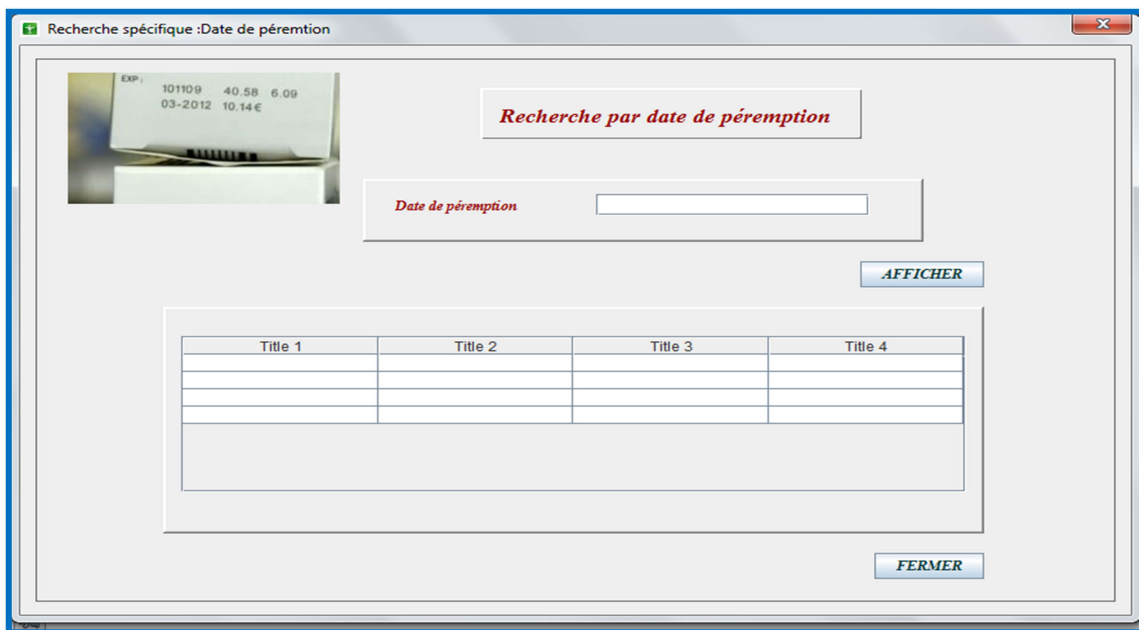 Recherche spécifique :Date de péremtion
EXP:
101109 40.58 6.09
03-2012 10.14€
Recherche par date de péremption
Date de péremption
AFFICHER
Title 1 Title 2 Title 3 Title 4
FERMER